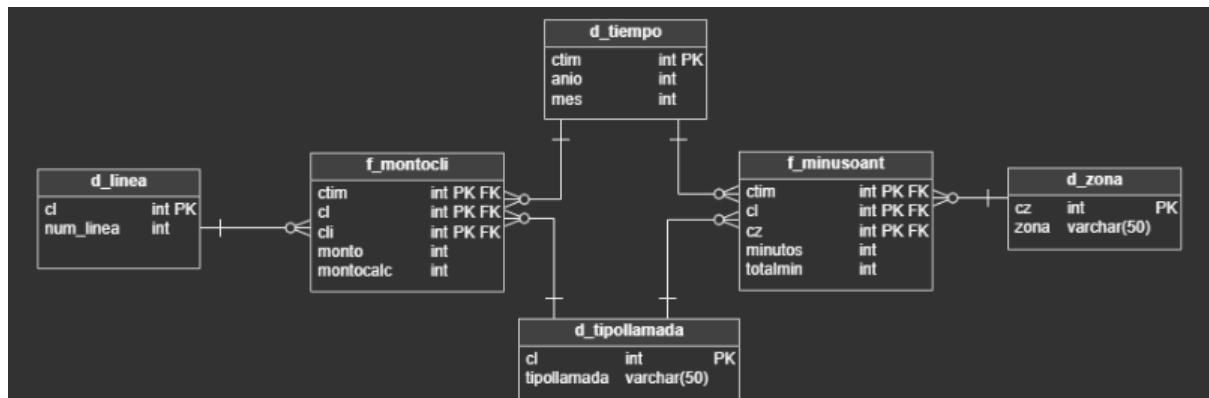 d_tiempo
ctim int PK
anio int
mes int
d_linea
cl int PK
num_linea int
f_montocli
ctim int PK FK
cl int PK FK
cli int PK FK
monto int
montocalc int
f_minusoant
ctim int PK FK
cl int PK FK
cz int PK FK
minutos int
totalmin int
d_zona
cz int PK
zona varchar(50)
d_tipollamada
cl int PK
tipollamada varchar(50)